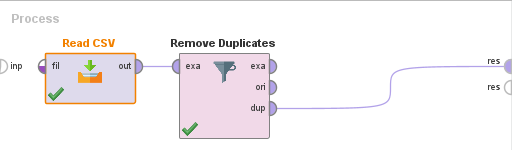 Process
Read CSV
Remove Duplicates
inp
fil
out
exa
exa
ori
dup
res
res